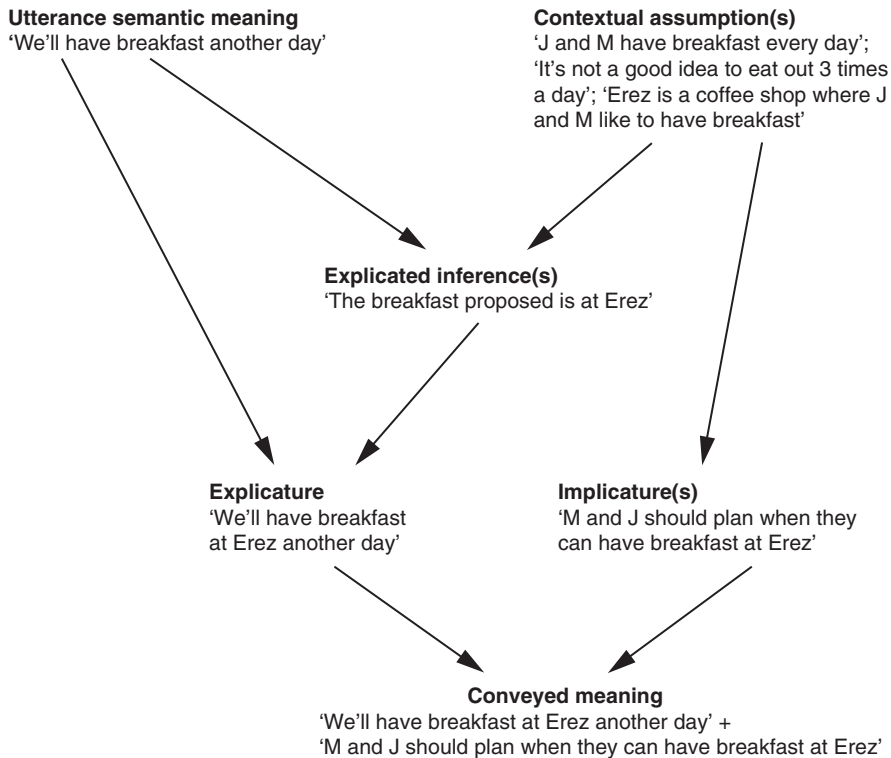 Utterance semantic meaning
‘We’ll have breakfast another day’
Contextual assumption(s)
‘J and M have breakfast every day’;
‘It’s not a good idea to eat out 3 times
a day’; ‘Erez is a coffee shop where J
and M like to have breakfast’
Explicated inference(s)
‘The breakfast proposed is at Erez’
Explicature
‘We’ll have breakfast
at Erez another day’
Implicature(s)
‘M and J should plan when they
can have breakfast at Erez’
Conveyed meaning
‘We’ll have breakfast at Erez another day’ +
‘M and J should plan when they can have breakfast at Erez’